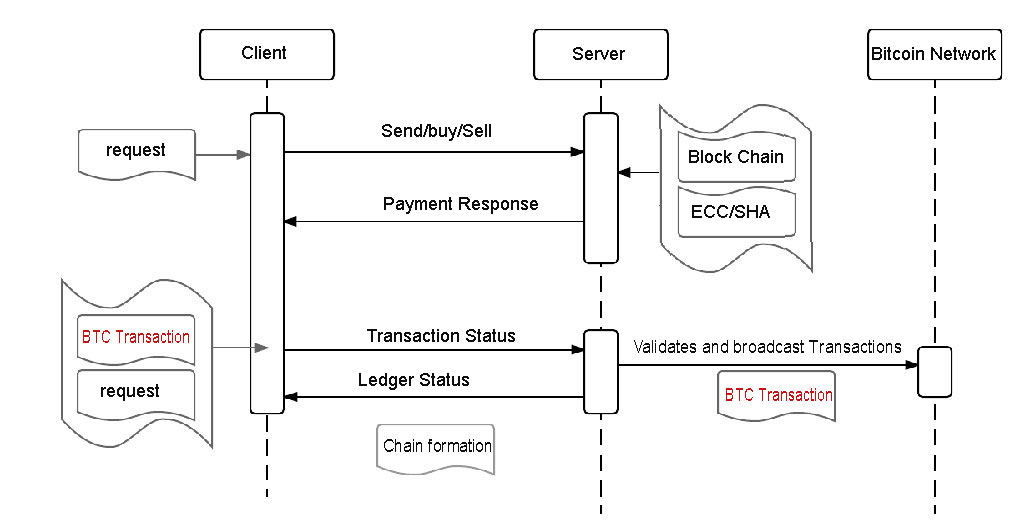 Client
Server
Bitcoin Network
Send/buy/Sell
request
Block Chain
Payment Response
ECC/SHA
Transaction Status
BTC Transaction
Validates and broadcast Transactions
Ledger Status
request
BTC Transaction
Chain formation